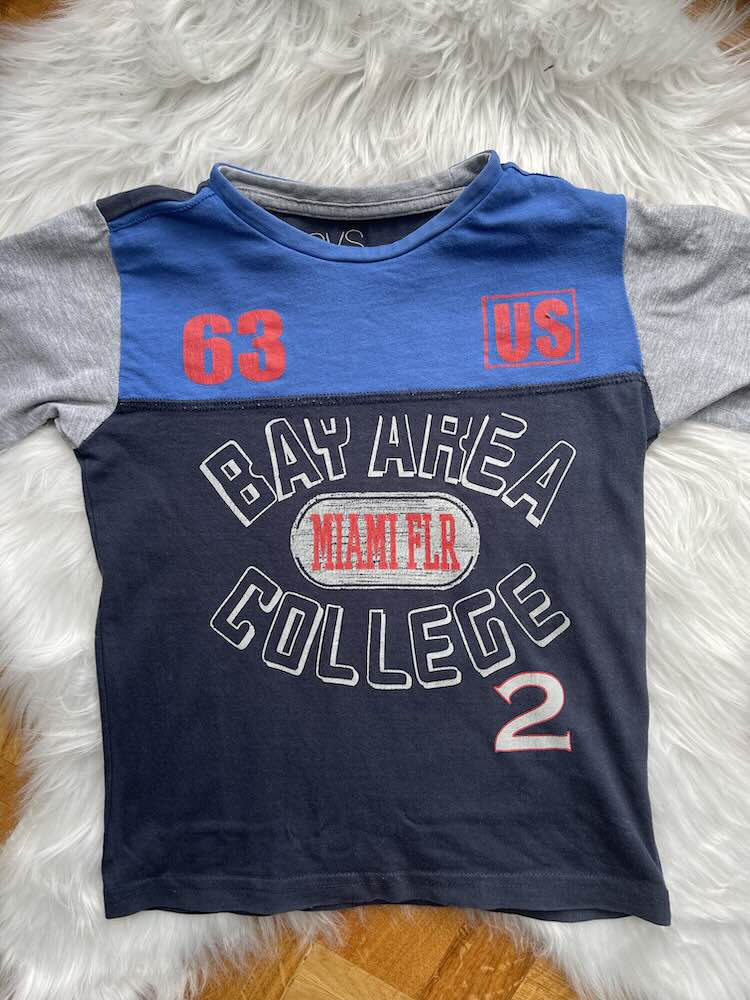 63
US
BAY AREA
MIAMI FLR
COLLEGE
2